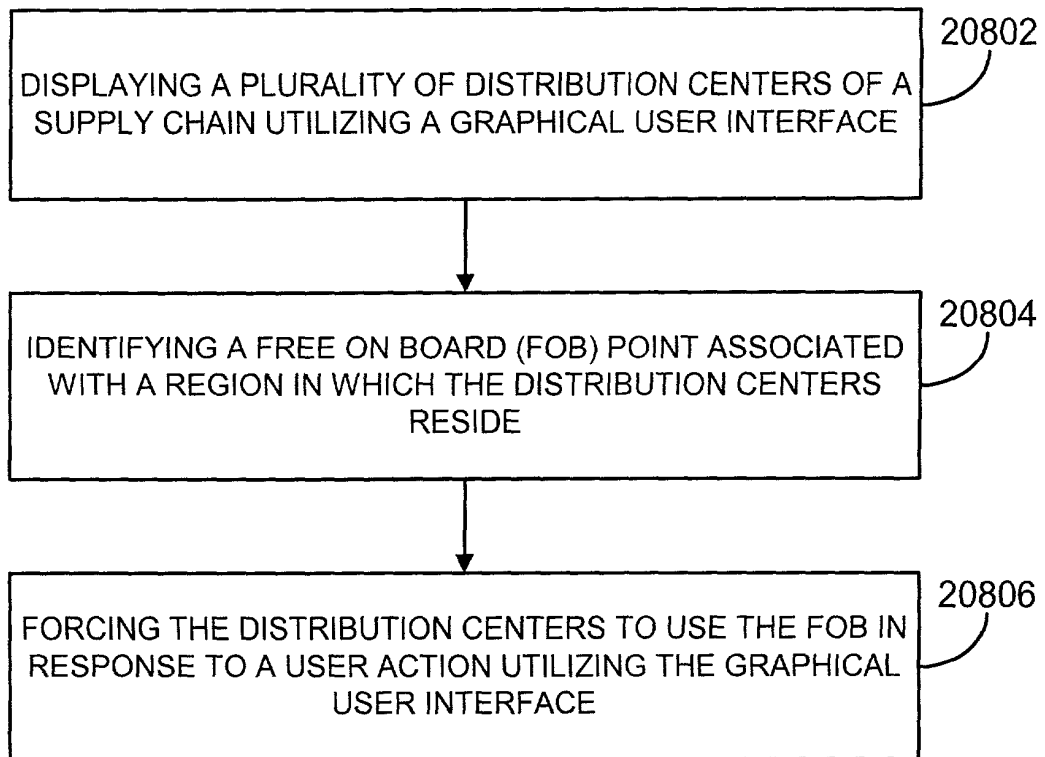 20802
DISPLAYING A PLURALITY OF DISTRIBUTION CENTERS OF A
SUPPLY CHAIN UTILIZING A GRAPHICAL USER INTERFACE
20804
IDENTIFYING A FREE ON BOARD (FOB) POINT ASSOCIATED
WITH A REGION IN WHICH THE DISTRIBUTION CENTERS
RESIDE
20806
FORCING THE DISTRIBUTION CENTERS TO USE THE FOB IN
RESPONSE TO A USER ACTION UTILIZING THE GRAPHICAL
USER INTERFACE